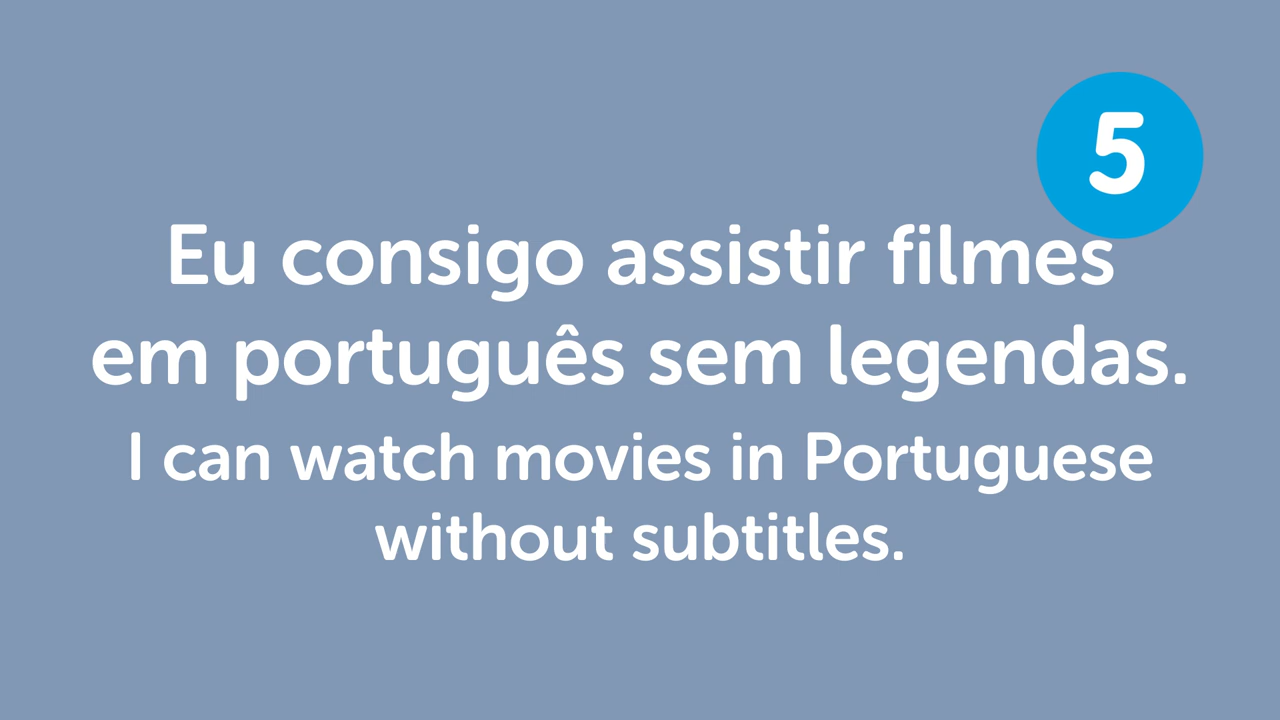 5
Eu consigo assistir filmes
em português sem legendas.
I can watch movies in Portuguese
without subtitles.